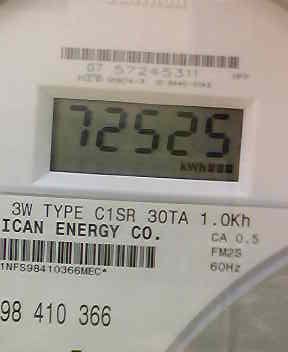 07 57245311
72525
kWh
3W TYPE C1SR 30TA 1.0Kh
ICAN ENERGY CO.
CA 0.5
FM2S
60Hz
1NFS98410366MEC*
98 410 366